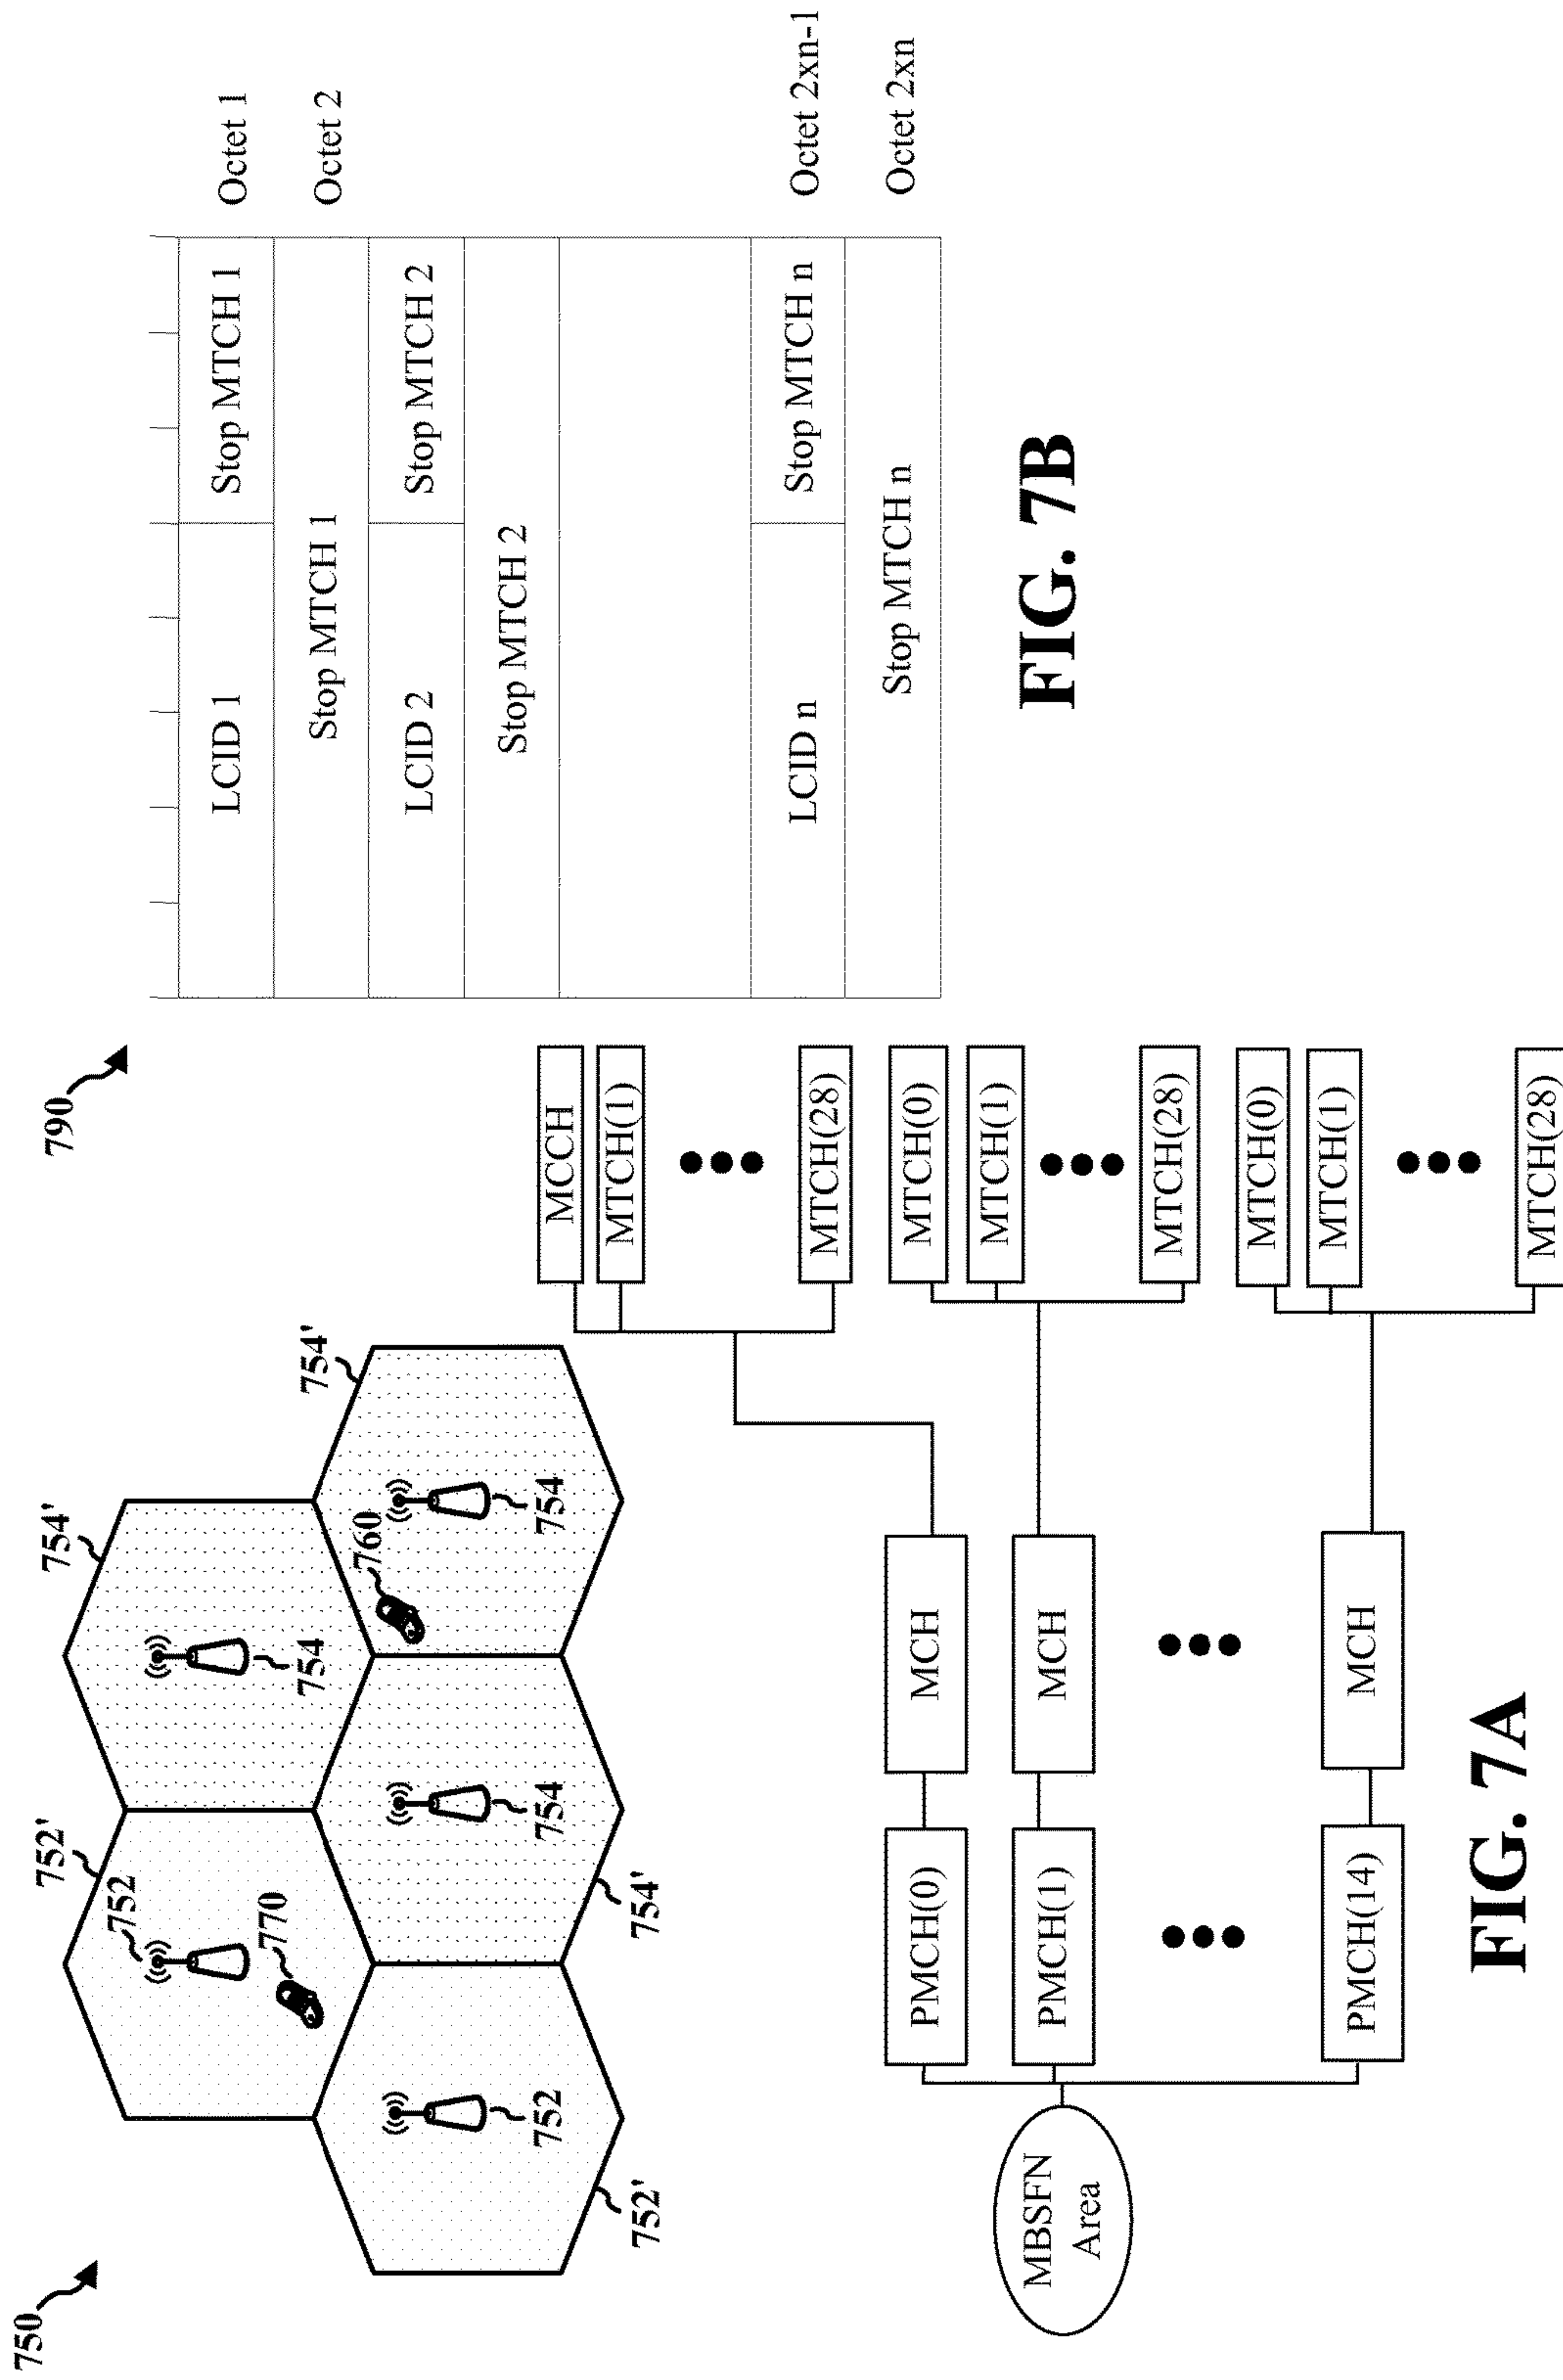 750
752'
752
770
754'
754
754'
760
754
752
752'
754
754'
MBSFN
Area
PMCH(0)
MCH
MCCH
MTCH(1)
MTCH(28)
PMCH(1)
MCH
MTCH(0)
MTCH(1)
MTCH(28)
PMCH(14)
MCH
MTCH(0)
MTCH(1)
MTCH(28)
FIG. 7A
790
LCID 1 Stop MTCH 1 Octet 1
Stop MTCH 1 Octet 2
LCID 2 Stop MTCH 2
Stop MTCH 2
LCID n Stop MTCH n Octet 2xn-1
Stop MTCH n Octet 2xn
FIG. 7B